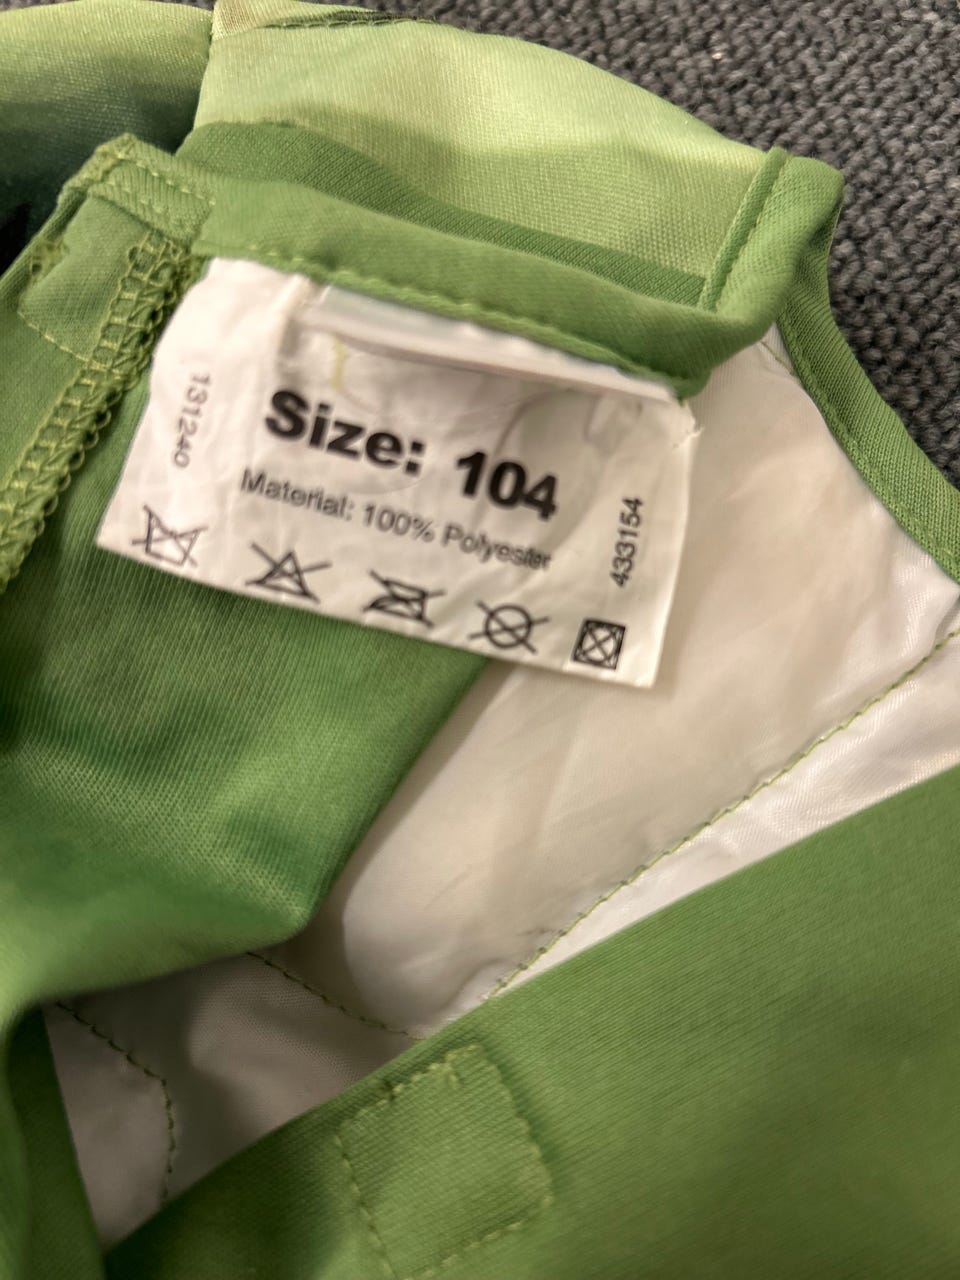 131240
Size: 104
Material: 100% Polyester
433154